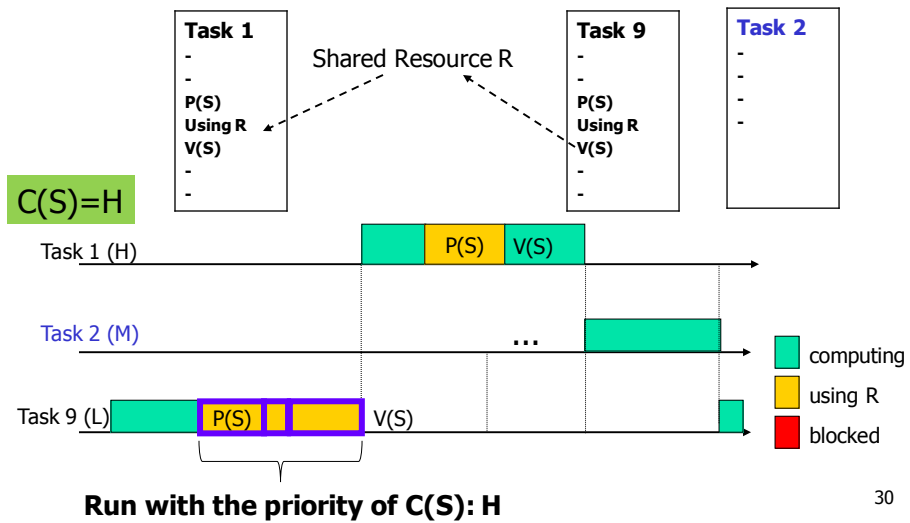 Task 1
-
-
P(S)
Using R
V(S)
-
-
Shared Resource R
Task 9
-
-
P(S)
Using R
V(S)
-
-
Task 2
-
-
-
-
C(S)=H
Task 1 (H)
P(S)
V(S)
Task 2 (M)
...
Task 9 (L)
P(S)
V(S)
computing
using R
blocked
Run with the priority of C(S): H
30